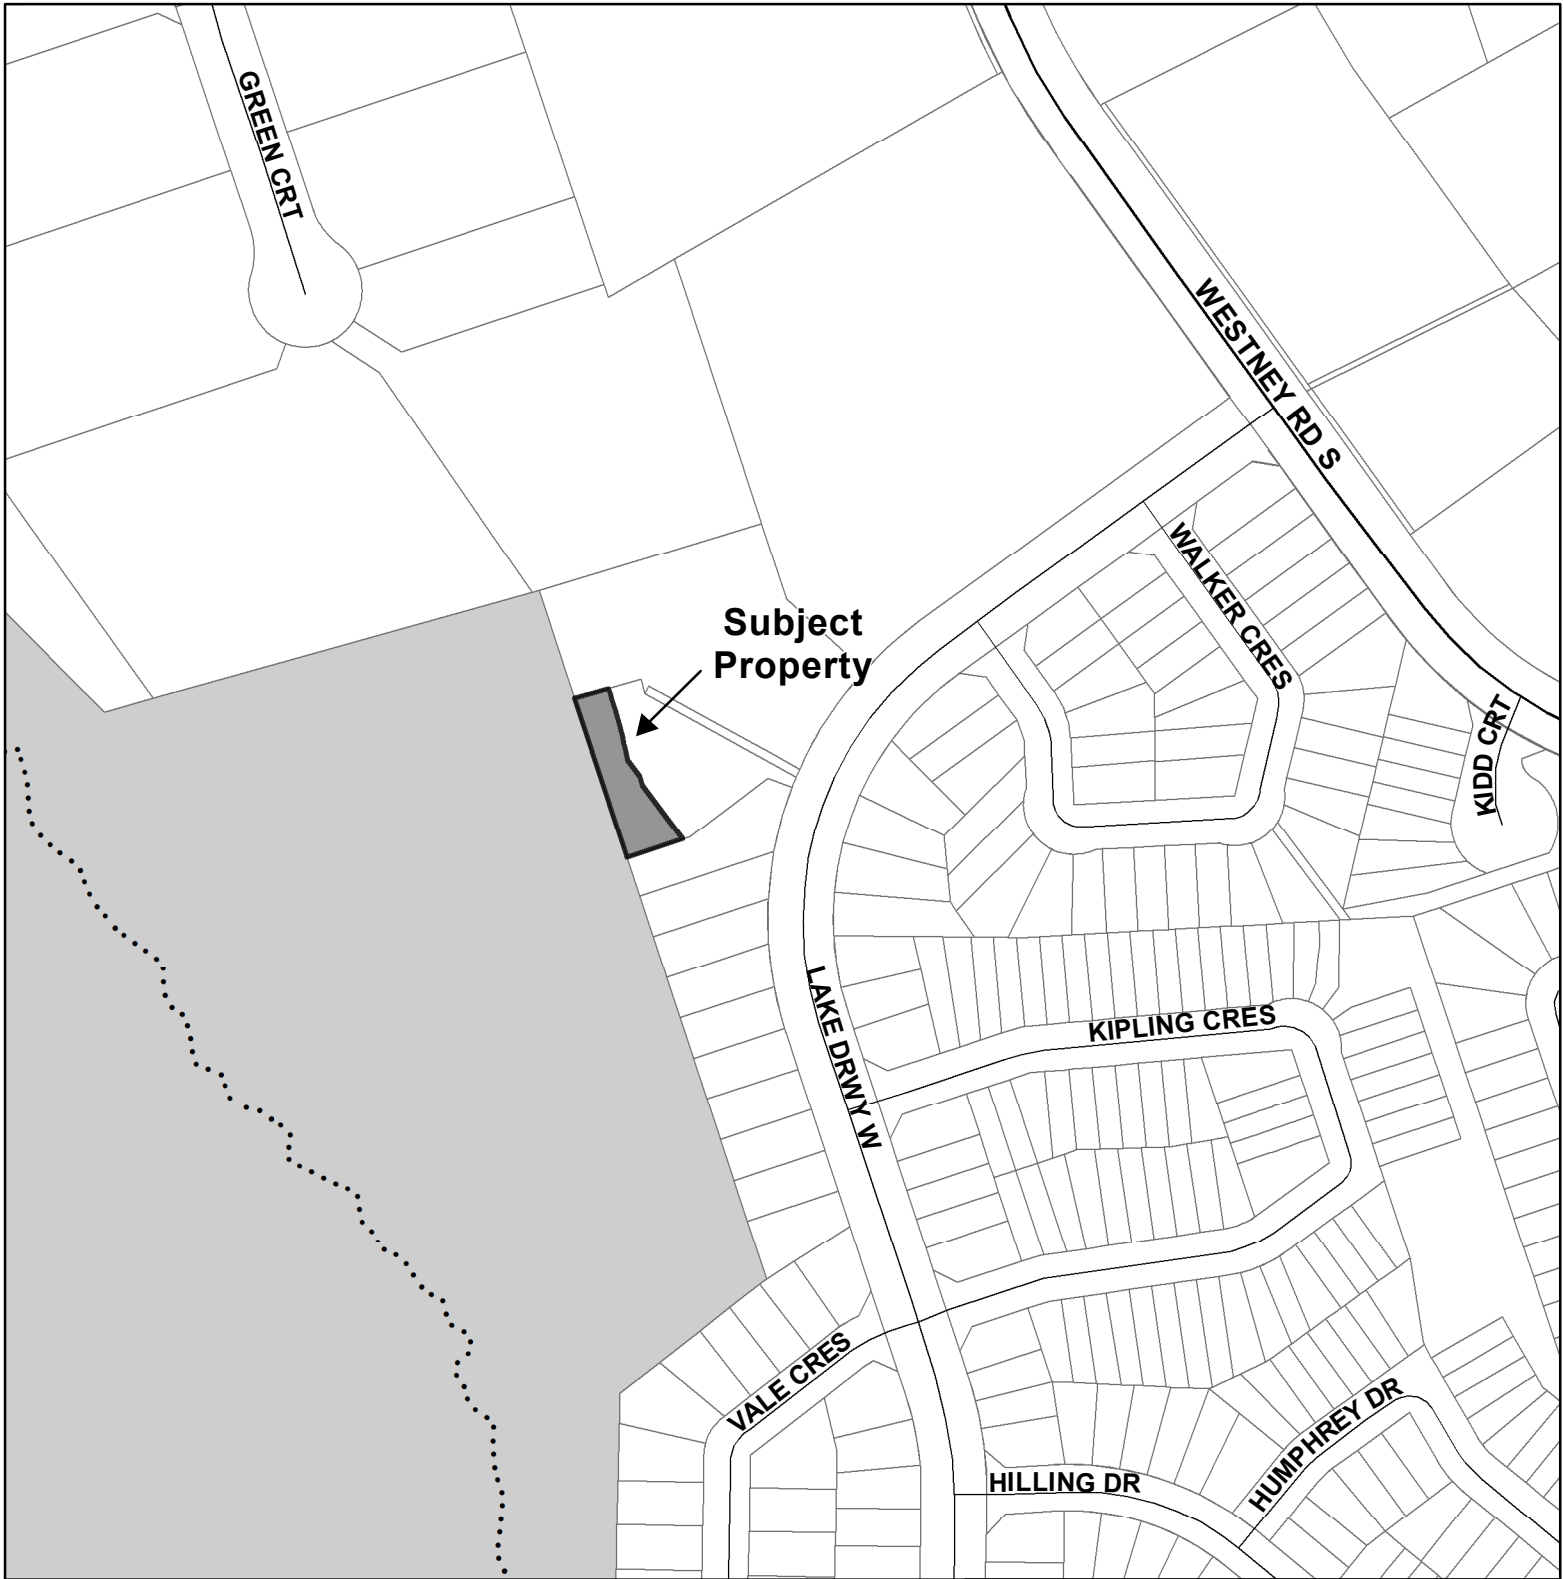 GREEN CRT
WESTNEY RD S
WALKER CRES
Subject
Property
KIDD CRT
LAKE DRWY W
KIPLING CRES
VALE CRES
HUMPHREY DR
HILLING DR